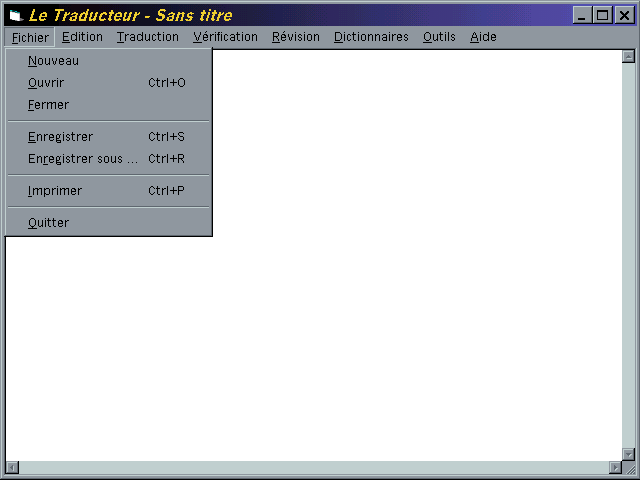 Le Traducteur - Sans titre
Fichier Edition Traduction Vérification Révision Dictionnaires Outils Aide
Nouveau
Ouvrir Ctrl+O
Fermer
Enregistrer Ctrl+S
Enregistrer sous ... Ctrl+R
Imprimer Ctrl+P
Quitter